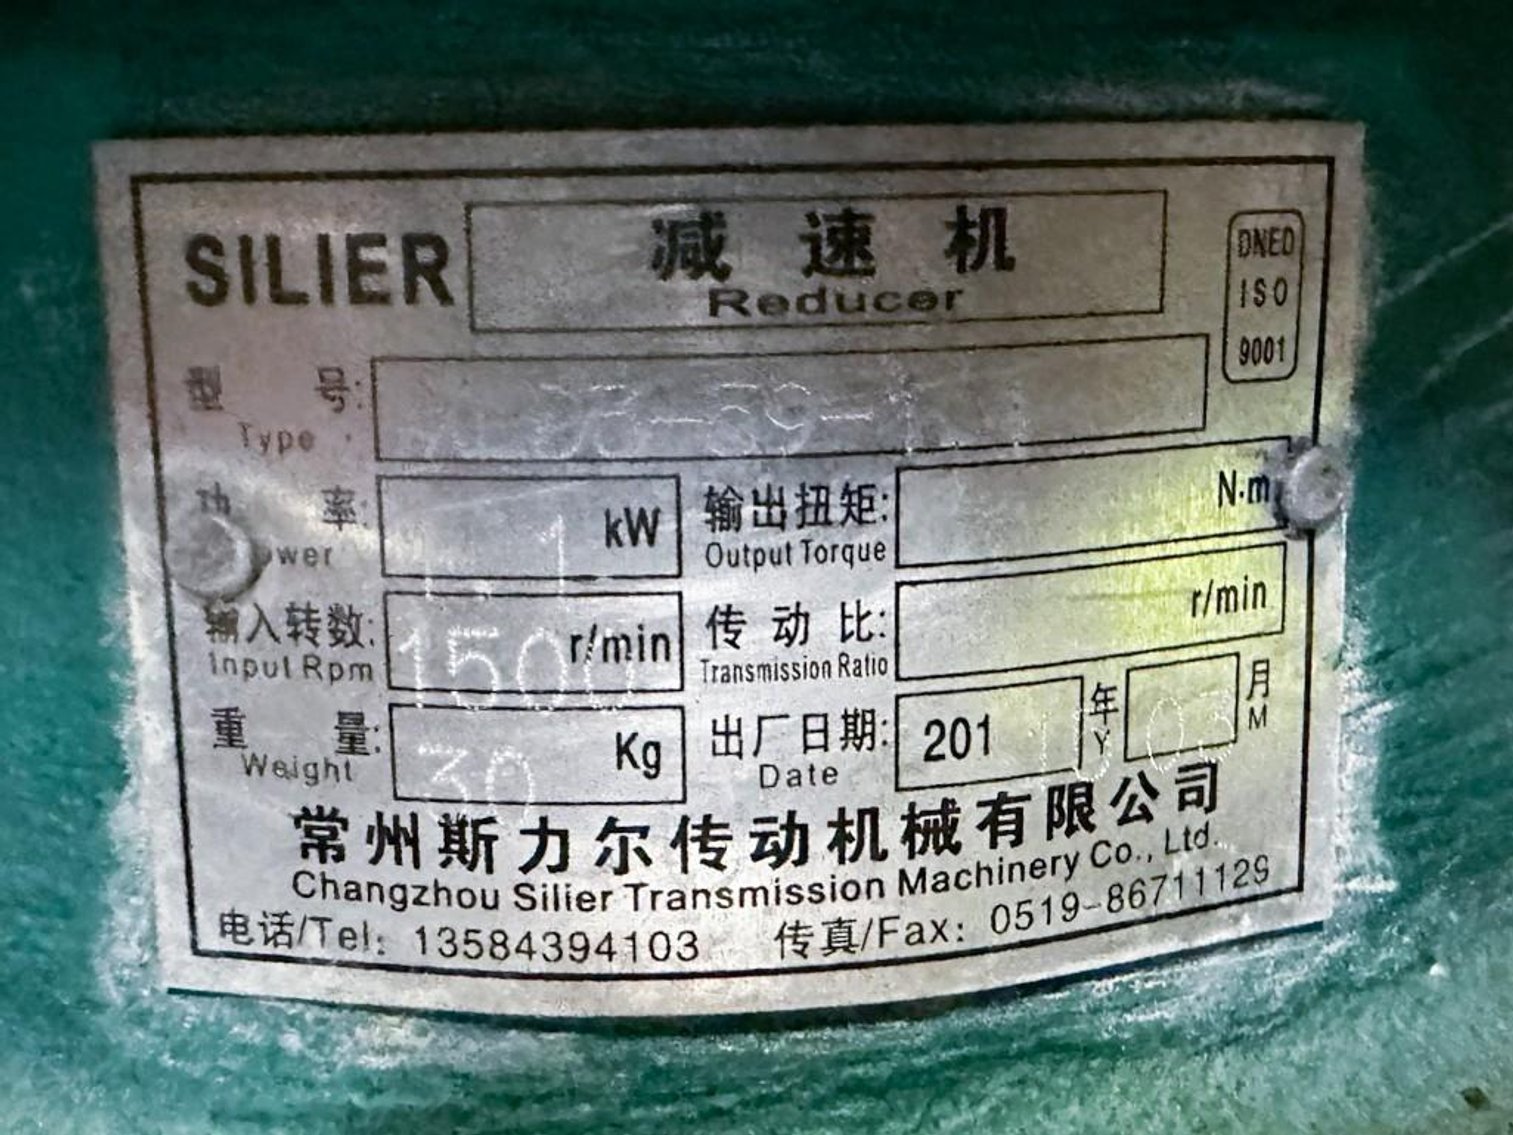 SILIER
减速机
Reducer
DNED
ISO
9001
型号:
Type
率: 1.1 kW
输出扭矩: N·m
Output Torque
输入转数: 1500 r/min
Input Rpm
传动比: r/min
Transmission Ratio
重量: 30 Kg
Weight
出厂日期: 201 年 03 月
Date Y M
常州斯力尔传动机械有限公司
Changzhou Silier Transmission Machinery Co., Ltd.
电话/Tel: 13584394103 传真/Fax: 0519-86711129